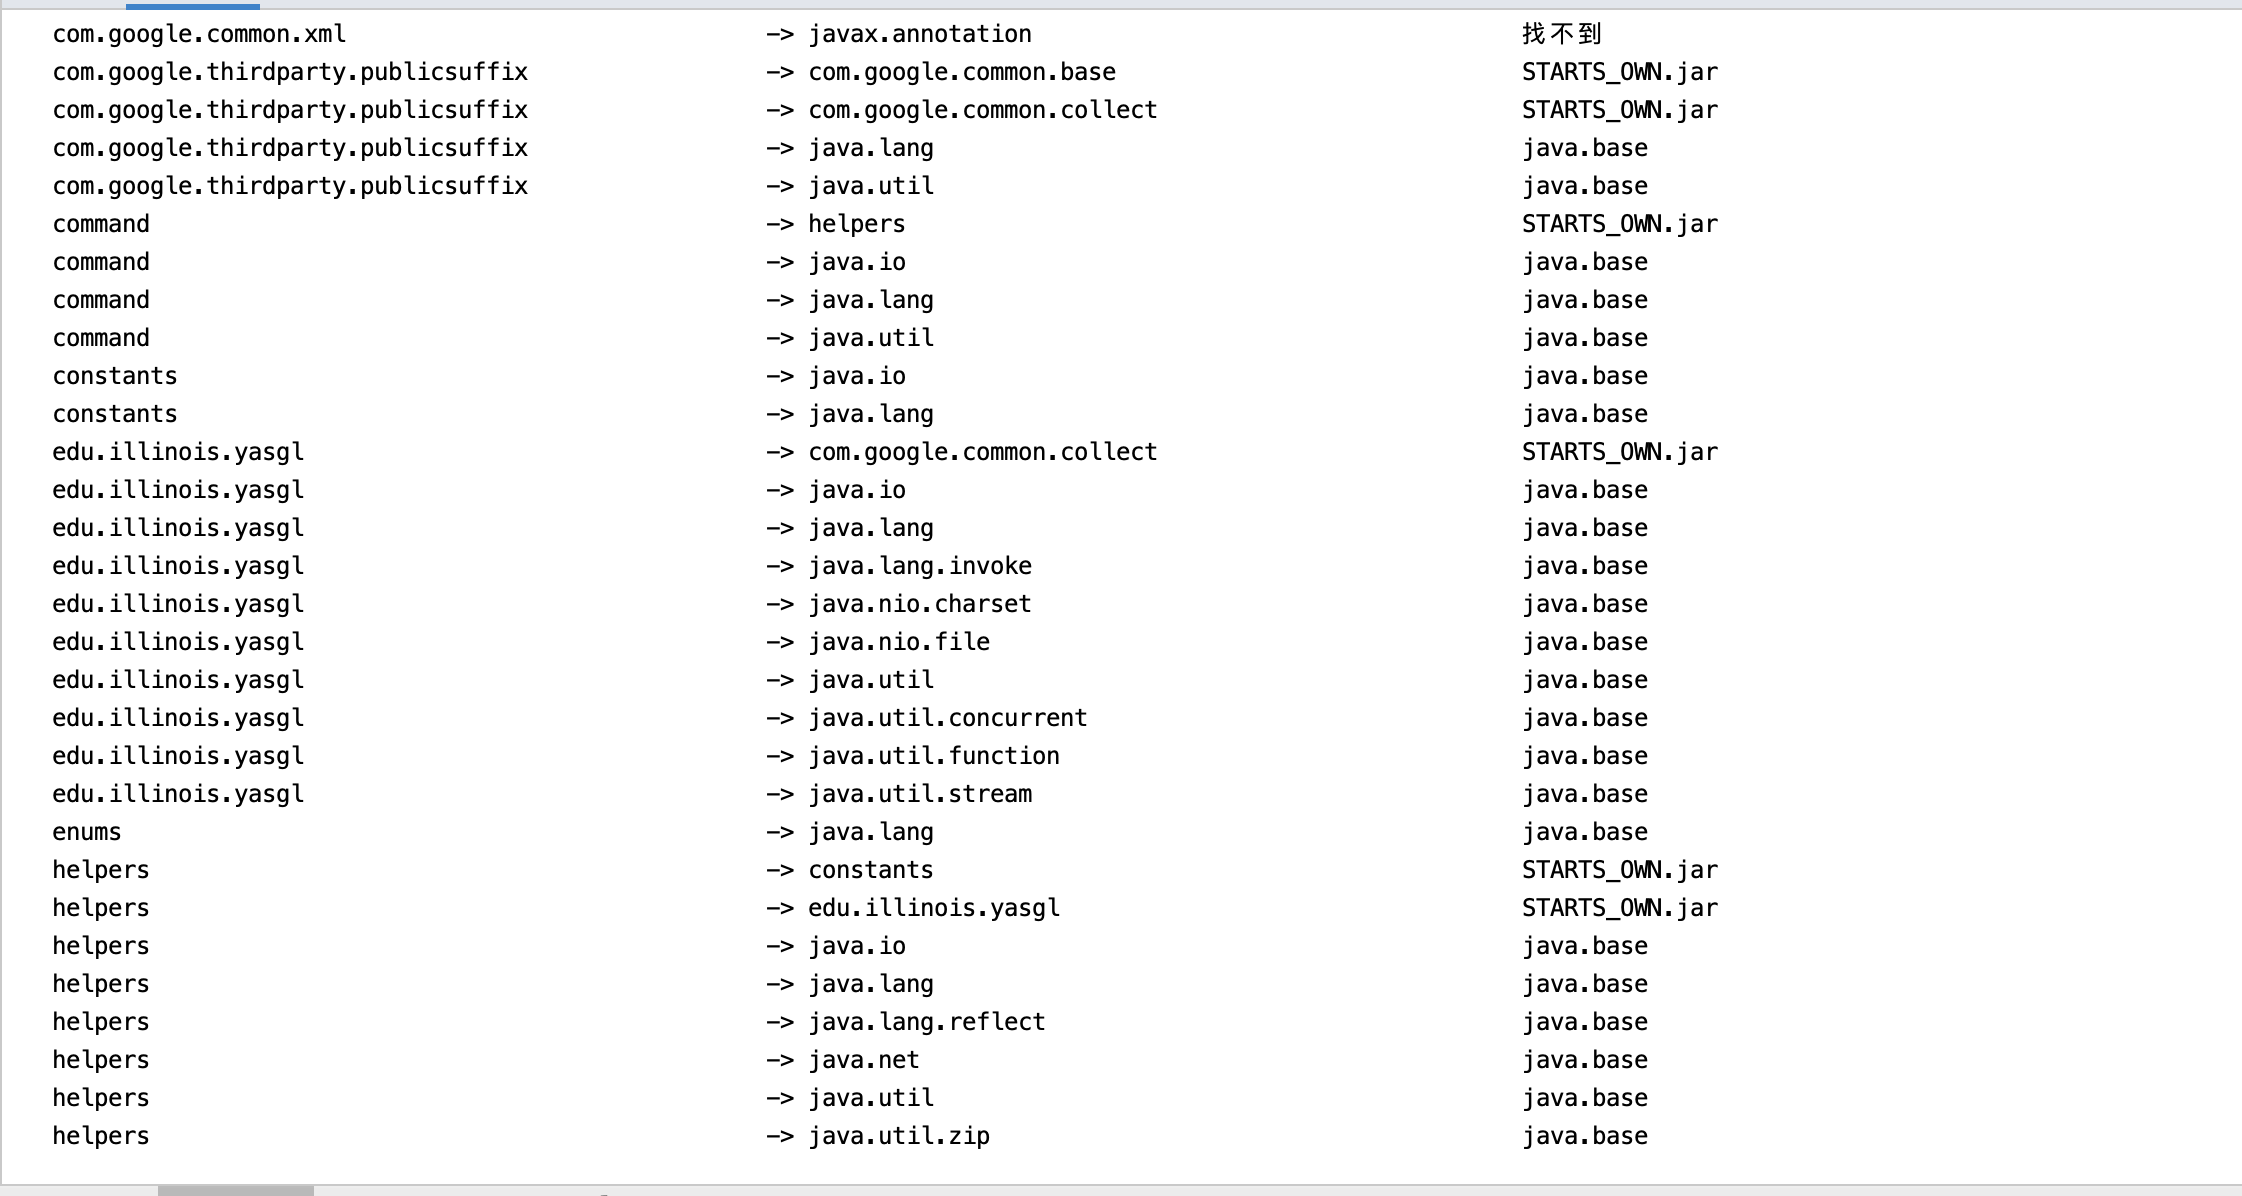 com.google.common.xml -> javax.annotation 找不到
com.google.thirdparty.publicsuffix -> com.google.common.base STARTS_OWN.jar
com.google.thirdparty.publicsuffix -> com.google.common.collect STARTS_OWN.jar
com.google.thirdparty.publicsuffix -> java.lang java.base
com.google.thirdparty.publicsuffix -> java.util java.base
command -> helpers STARTS_OWN.jar
command -> java.io java.base
command -> java.lang java.base
command -> java.util java.base
constants -> java.io java.base
constants -> java.lang java.base
edu.illinois.yasgl -> com.google.common.collect STARTS_OWN.jar
edu.illinois.yasgl -> java.io java.base
edu.illinois.yasgl -> java.lang java.base
edu.illinois.yasgl -> java.lang.invoke java.base
edu.illinois.yasgl -> java.nio.charset java.base
edu.illinois.yasgl -> java.nio.file java.base
edu.illinois.yasgl -> java.util java.base
edu.illinois.yasgl -> java.util.concurrent java.base
edu.illinois.yasgl -> java.util.function java.base
edu.illinois.yasgl -> java.util.stream java.base
enums -> java.lang java.base
helpers -> constants STARTS_OWN.jar
helpers -> edu.illinois.yasgl STARTS_OWN.jar
helpers -> java.io java.base
helpers -> java.lang java.base
helpers -> java.lang.reflect java.base
helpers -> java.net java.base
helpers -> java.util java.base
helpers -> java.util.zip java.base